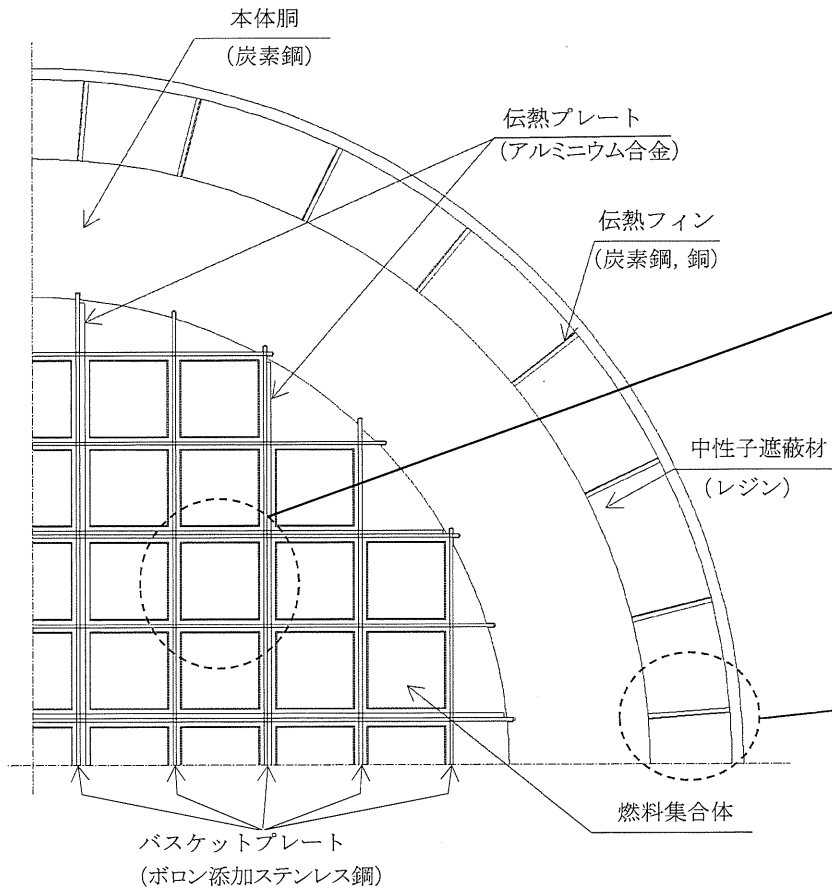 本体胴
(炭素鋼)
伝熱プレート
(アルミニウム合金)
伝熱フィン
(炭素鋼, 銅)
中性子遮蔽材
(レジン)
燃料集合体
バスケットプレート
(ボロン添加ステンレス鋼)